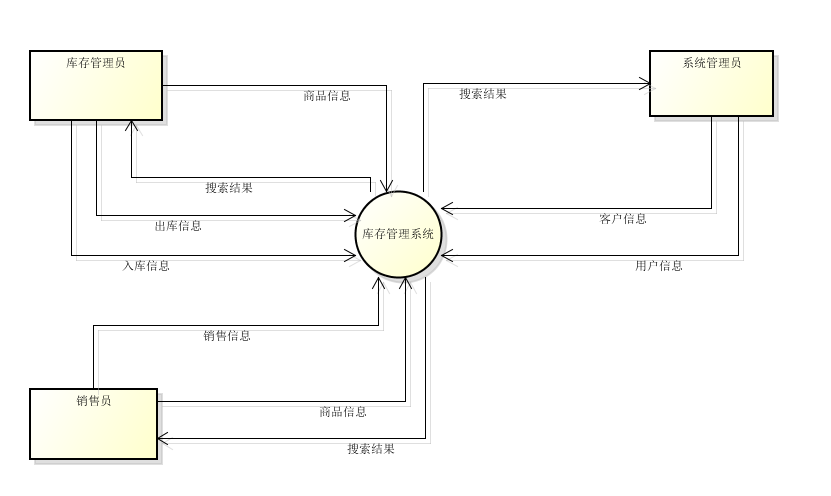 库存管理员
系统管理员
商品信息
搜索结果
搜索结果
出库信息
客户信息
库存管理系统
入库信息
用户信息
销售信息
销售员
商品信息
搜索结果